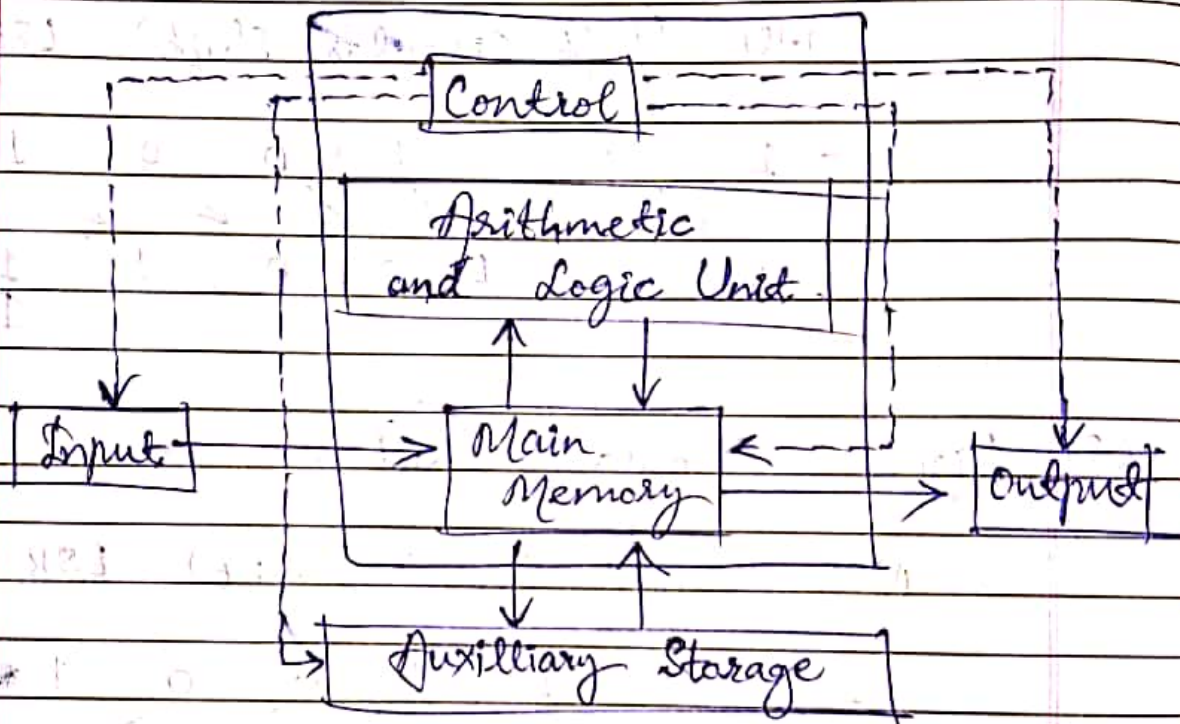 Control
Arithmetic
and Logic Unit
Input
Main
Memory
Output
Auxilliary Storage